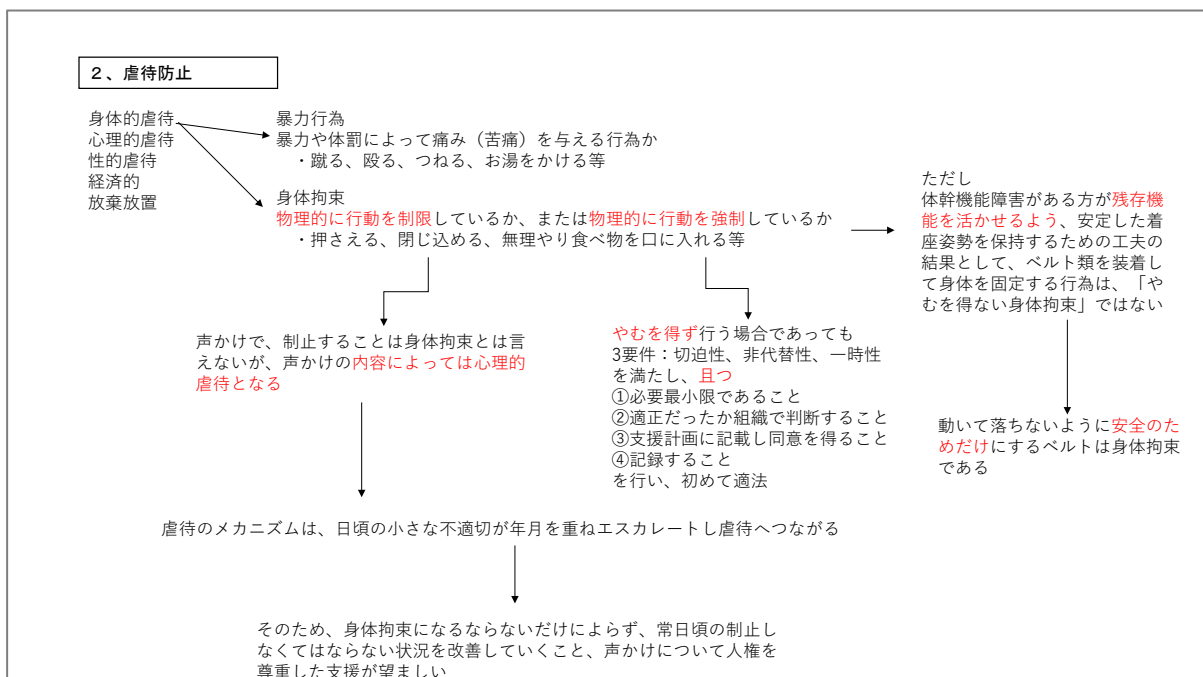 ２、虐待防止
身体的虐待
心理的虐待
性的虐待
経済的
放棄放置
暴力行為
暴力や体罰によって痛み（苦痛）を与える行為か
・蹴る、殴る、つねる、お湯をかける等
身体拘束
物理的に行動を制限しているか、または物理的に行動を強制しているか
・押さえる、閉じ込める、無理やり食べ物を口に入れる等
ただし
体幹機能障害がある方が残存機
能を活かせるよう、安定した着
座姿勢を保持するための工夫の
結果として、ベルト類を装着し
て身体を固定する行為は、「や
むを得ない身体拘束」ではない
声かけで、制止することは身体拘束とは言
えないが、声かけの内容によっては心理的
虐待となる
やむを得ず行う場合であっても
3要件：切迫性、非代替性、一時性
を満たし、且つ
①必要最小限であること
②適正だったか組織で判断すること
③支援計画に記載し同意を得ること
④記録すること
を行い、初めて適法
動いて落ちないように安全のた
めだけにするベルトは身体拘束
である
虐待のメカニズムは、日頃の小さな不適切が年月を重ねエスカレートし虐待へつながる
そのため、身体拘束になるならないだけによらず、常日頃の制止し
なくてはならない状況を改善していくこと、声かけについて人権を
尊重した支援が望ましい